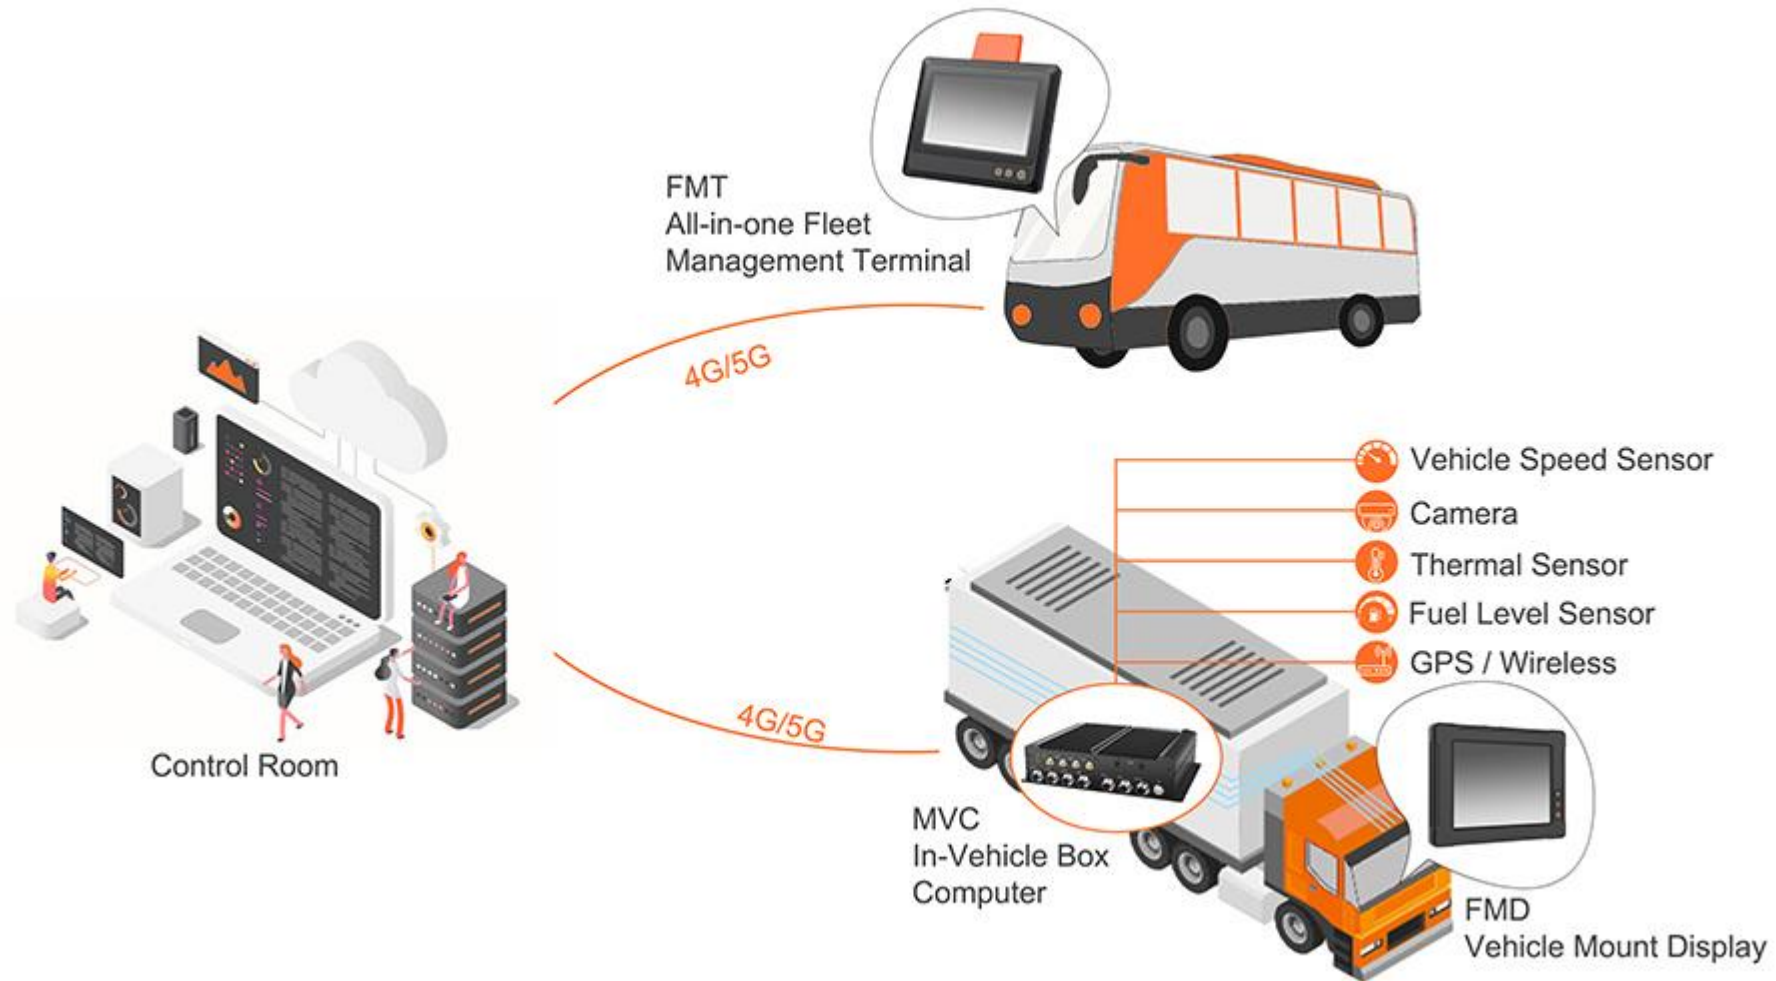 FMT
All-in-one Fleet
Management Terminal
4G/5G
Vehicle Speed Sensor
Camera
Thermal Sensor
Fuel Level Sensor
GPS / Wireless
4G/5G
Control Room
MVC
In-Vehicle Box
Computer
FMD
Vehicle Mount Display